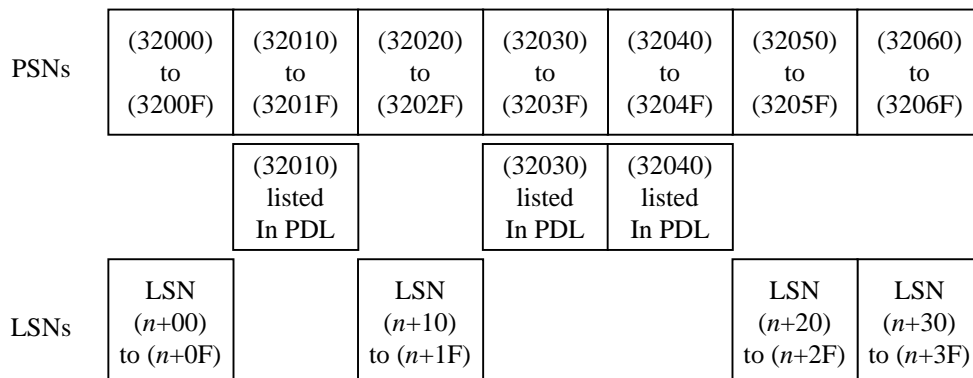 PSNs
(32000) (32010) (32020) (32030) (32040) (32050) (32060)
to to to to to to to
(3200F) (3201F) (3202F) (3203F) (3204F) (3205F) (3206F)
(32010) (32030) (32040)
listed listed listed
In PDL In PDL In PDL
LSNs
LSN LSN LSN LSN
(n+00) (n+10) (n+20) (n+30)
to (n+0F) to (n+1F) to (n+2F) to (n+3F)